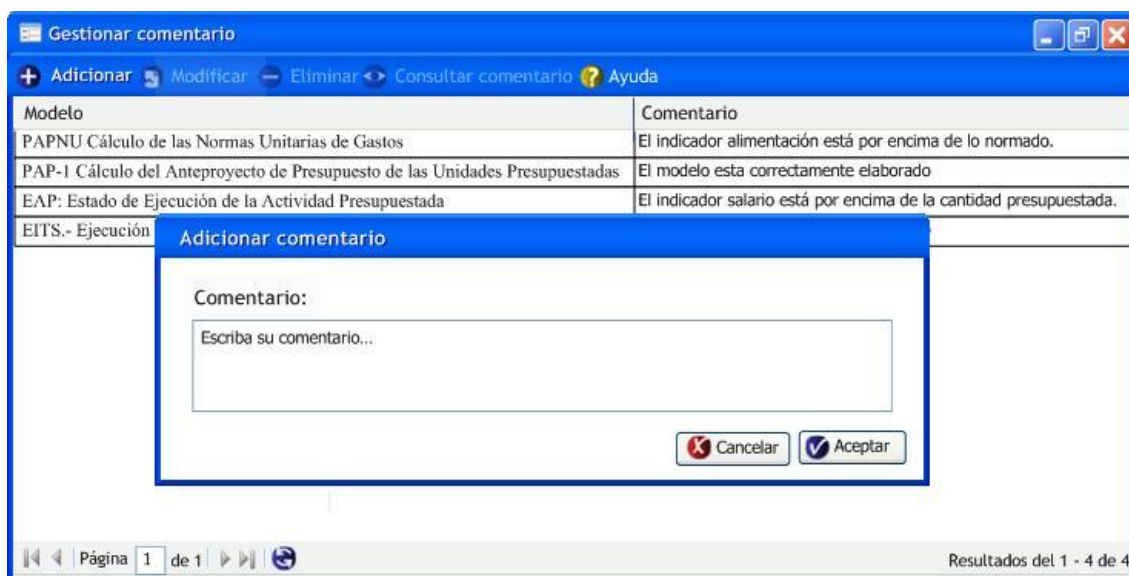 Gestionar comentario
Adicionar Modificar Eliminar Consultar comentario Ayuda
Modelo Comentario
PAPNU Cálculo de las Normas Unitarias de Gastos El indicador alimentación está por encima de lo normado.
PAP-1 Cálculo del Anteproyecto de Presupuesto de las Unidades Presupuestadas El modelo esta correctamente elaborado
EAP: Estado de Ejecución de la Actividad Presupuestada El indicador salario está por encima de la cantidad presupuestada.
EITS.- Ejecución
Adicionar comentario
Comentario:
Escriba su comentario...
Cancelar Aceptar
Página 1 de 1 Resultados del 1 - 4 de 4